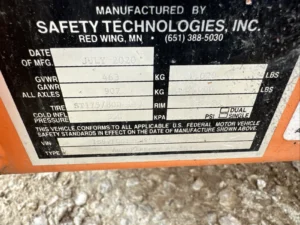 MANUFACTURED BY
SAFETY TECHNOLOGIES, INC.
RED WING, MN • (651) 388-5030
DATE
OF MFG.
GVWR KG LBS
GAWR
ALL AXLES KG LBS
TIRE RIM
COLD INFL.
PRESSURE KPA PSI □ DUAL
□ SINGLE
THIS VEHICLE CONFORMS TO ALL APPLICABLE U.S. FEDERAL MOTOR VEHICLE
SAFETY STANDARDS IN EFFECT ON THE DATE OF MANUFACTURE SHOWN ABOVE.
VIN
TYPE